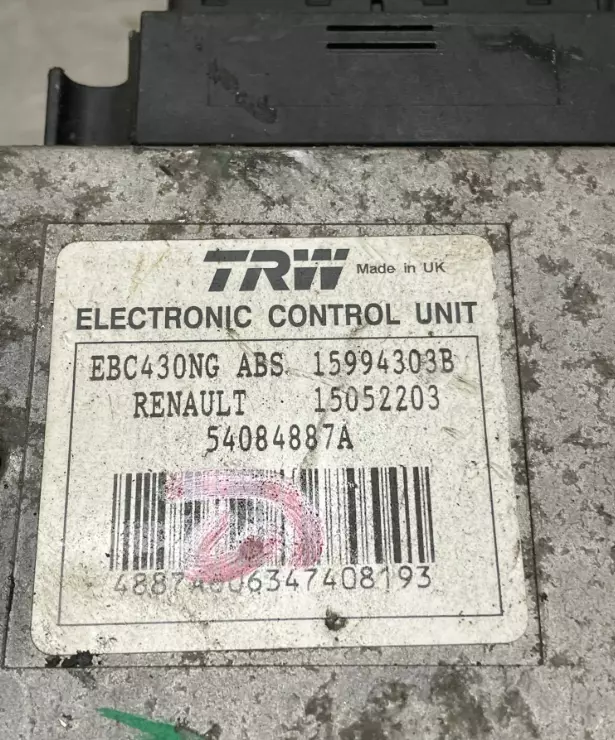 TRW Made in UK
ELECTRONIC CONTROL UNIT
EBC430NG ABS. 15994303B
RENAULT 15052203
54084887A